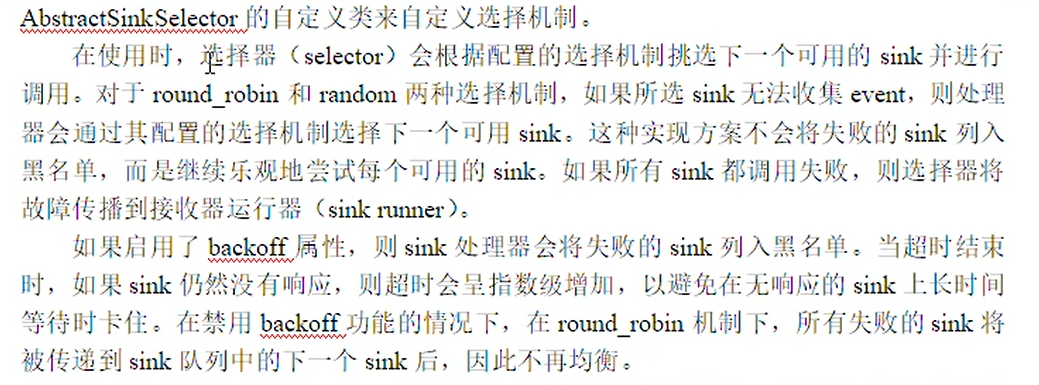 AbstractSinkSelector 的自定义类来自定义选择机制。
在使用时，选择器（selector）会根据配置的选择机制挑选下一个可用的 sink 并进行
调用。对于 round_robin 和 random 两种选择机制，如果所选 sink 无法收集 event，则处理
器会通过其配置的选择机制选择下一个可用 sink。这种实现方案不会将失败的 sink 列入
黑名单，而是继续乐观地尝试每个可用的 sink。如果所有 sink 都调用失败，则选择器将
故障传播到接收器运行器（sink runner）。
如果启用了 backoff 属性，则 sink 处理器会将失败的 sink 列入黑名单。当超时结束
时，如果 sink 仍然没有响应，则超时会呈指数级增加，以避免在无响应的 sink 上长时间
等待时卡住。在禁用 backoff 功能的情况下，在 round_robin 机制下，所有失败的 sink 将
被传递到 sink 队列中的下一个 sink 后，因此不再均衡。